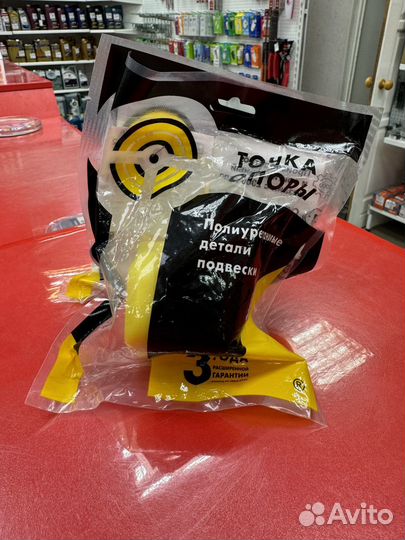 ТОЧКА
ОПОРЫ
Полиуретановые
детали
подвески
3 ГОДА
РАСШИРЕННОЙ
ГАРАНТИИ
®
Avito